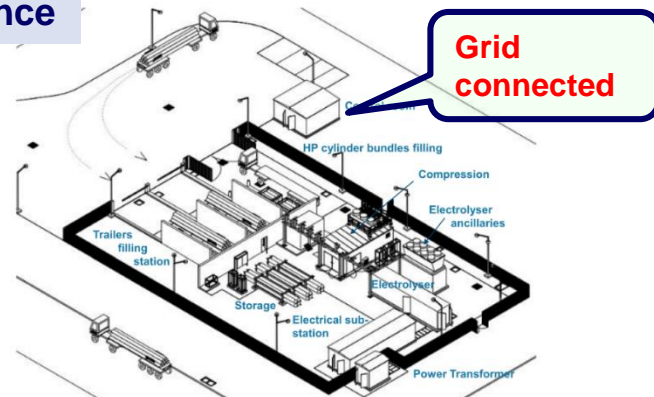 nce
Grid
connected
HP cylinder bundles filling
Compression
Electrolyser
ancillaries
Trailers
filling
station
Electrolyser
Storage
Electrical sub-
station
Power Transformer